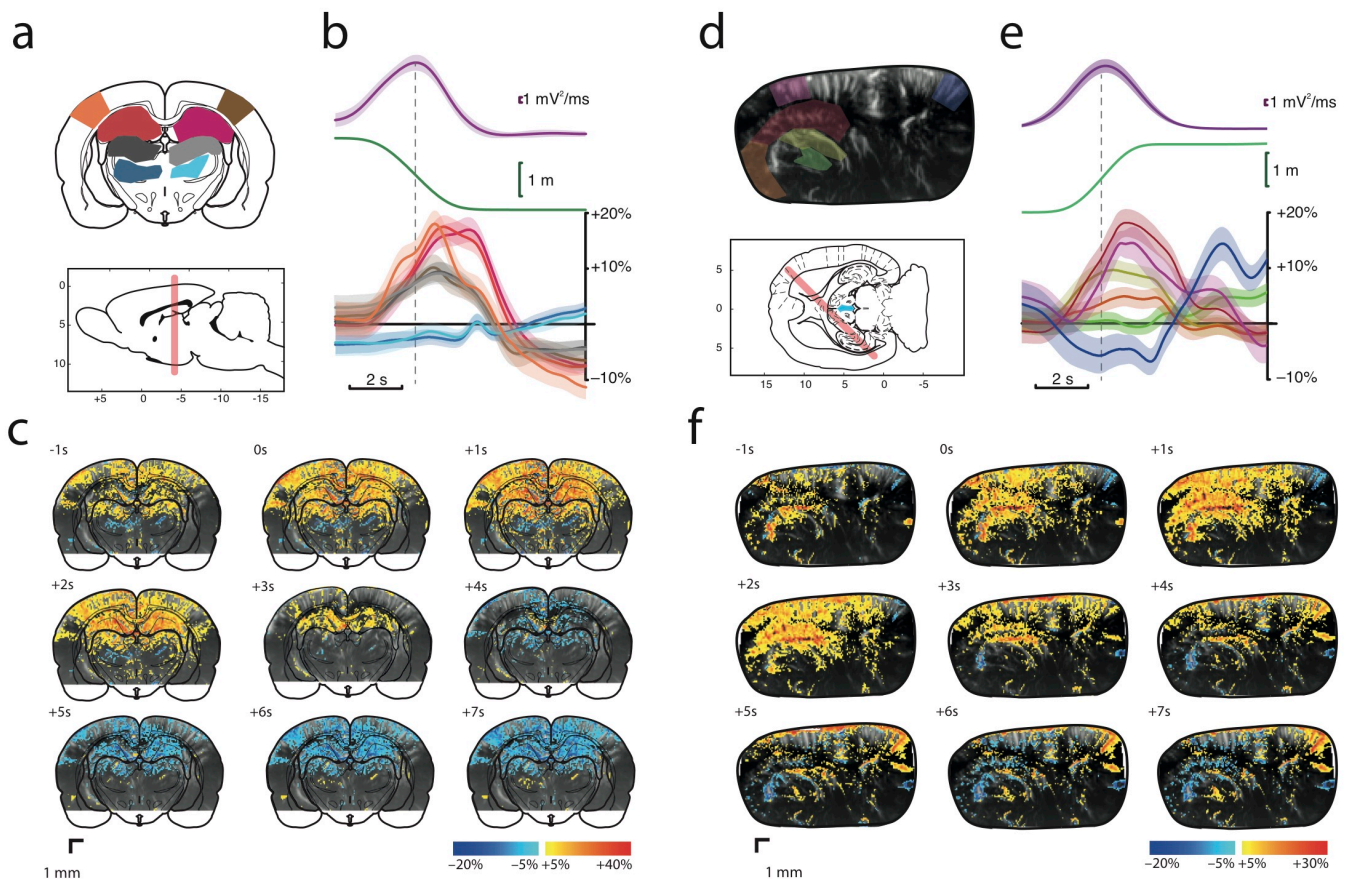 a
b
1 mV²/ms
1 m
+20%
+10%
−10%
2 s
0
5
10
+5 0 -5 -10 -15
d
e
1 mV²/ms
1 m
+20%
+10%
−10%
2 s
5
0
5
15 10 5 0 -5
c
-1s 0s +1s
+2s +3s +4s
+5s +6s +7s
1 mm
−20% −5% +5% +40%
f
-1s 0s +1s
+2s +3s +4s
+5s +6s +7s
1 mm
−20% −5% +5% +30%